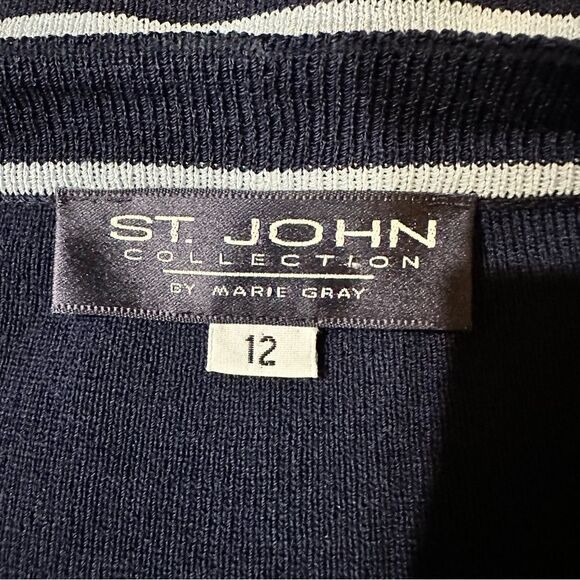 ST. JOHN
COLLECTION
BY MARIE GRAY
12